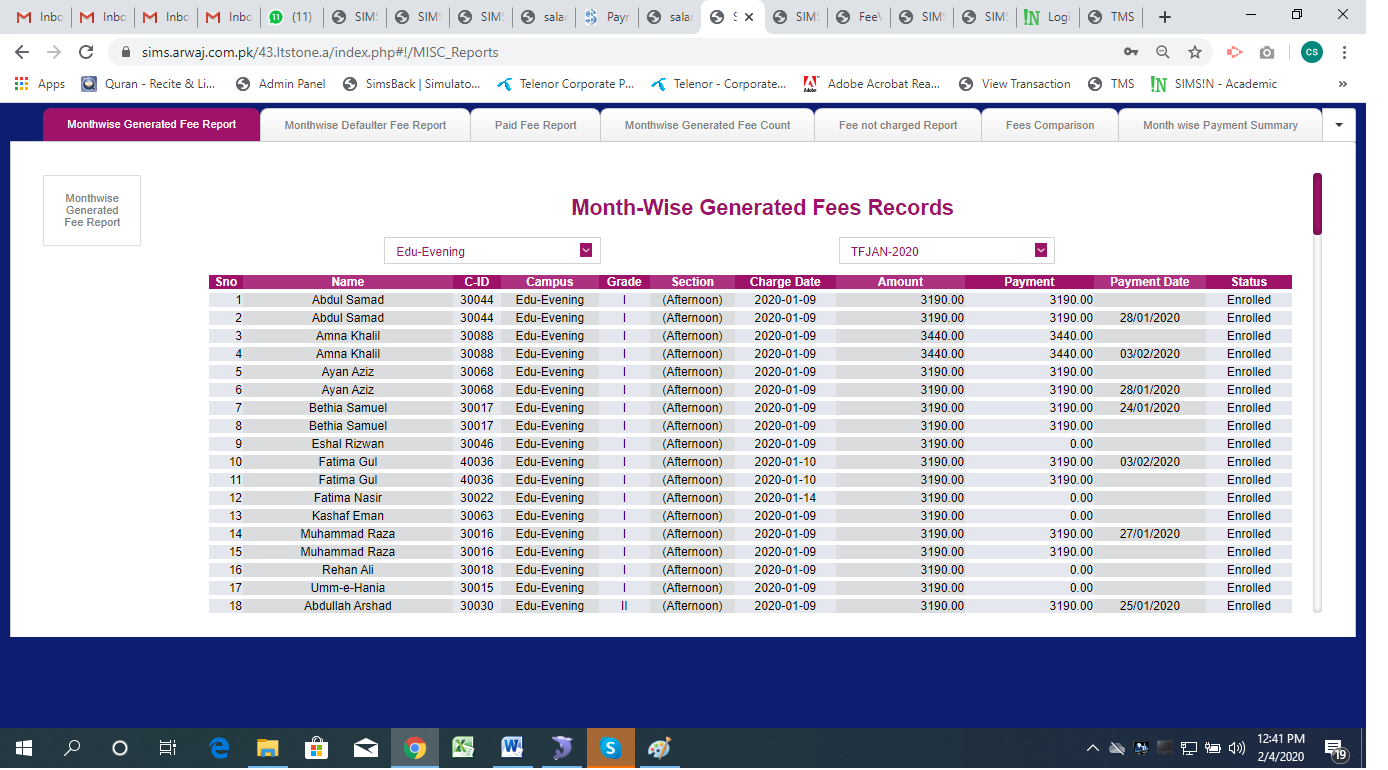 Inbc Inbc Inbc Inbc (11) SIMS SIMS SIMS salar Payr salar S SIMS FeeV SIMS SIMS Logi TMS
sims.arwaj.com.pk/43.ltstone.a/index.php#!/MISC_Reports CS
Apps Quran - Recite & Li... Admin Panel SimsBack | Simulato... Telenor Corporate P... Telenor - Corporate... Adobe Acrobat Rea... View Transaction TMS SIMS!N - Academic »
Monthwise Generated Fee Report Monthwise Defaulter Fee Report Paid Fee Report Monthwise Generated Fee Count Fee not charged Report Fees Comparison Month wise Payment Summary
Monthwise
Generated
Fee Report
Month-Wise Generated Fees Records
Edu-Evening TFJAN-2020
Sno Name C-ID Campus Grade Section Charge Date Amount Payment Payment Date Status
1 Abdul Samad 30044 Edu-Evening I (Afternoon) 2020-01-09 3190.00 3190.00 Enrolled
2 Abdul Samad 30044 Edu-Evening I (Afternoon) 2020-01-09 3190.00 3190.00 28/01/2020 Enrolled
3 Amna Khalil 30088 Edu-Evening I (Afternoon) 2020-01-09 3440.00 3440.00 Enrolled
4 Amna Khalil 30088 Edu-Evening I (Afternoon) 2020-01-09 3440.00 3440.00 03/02/2020 Enrolled
5 Ayan Aziz 30068 Edu-Evening I (Afternoon) 2020-01-09 3190.00 3190.00 Enrolled
6 Ayan Aziz 30068 Edu-Evening I (Afternoon) 2020-01-09 3190.00 3190.00 28/01/2020 Enrolled
7 Bethia Samuel 30017 Edu-Evening I (Afternoon) 2020-01-09 3190.00 3190.00 24/01/2020 Enrolled
8 Bethia Samuel 30017 Edu-Evening I (Afternoon) 2020-01-09 3190.00 3190.00 Enrolled
9 Eshal Rizwan 30046 Edu-Evening I (Afternoon) 2020-01-09 3190.00 0.00 Enrolled
10 Fatima Gul 40036 Edu-Evening I (Afternoon) 2020-01-10 3190.00 3190.00 03/02/2020 Enrolled
11 Fatima Gul 40036 Edu-Evening I (Afternoon) 2020-01-10 3190.00 3190.00 Enrolled
12 Fatima Nasir 30022 Edu-Evening I (Afternoon) 2020-01-14 3190.00 0.00 Enrolled
13 Kashaf Eman 30063 Edu-Evening I (Afternoon) 2020-01-09 3190.00 0.00 Enrolled
14 Muhammad Raza 30016 Edu-Evening I (Afternoon) 2020-01-09 3190.00 3190.00 27/01/2020 Enrolled
15 Muhammad Raza 30016 Edu-Evening I (Afternoon) 2020-01-09 3190.00 3190.00 Enrolled
16 Rehan Ali 30018 Edu-Evening I (Afternoon) 2020-01-09 3190.00 0.00 Enrolled
17 Umm-e-Hania 30015 Edu-Evening I (Afternoon) 2020-01-09 3190.00 0.00 Enrolled
18 Abdullah Arshad 30030 Edu-Evening II (Afternoon) 2020-01-09 3190.00 3190.00 25/01/2020 Enrolled
12:41 PM
2/4/2020
19